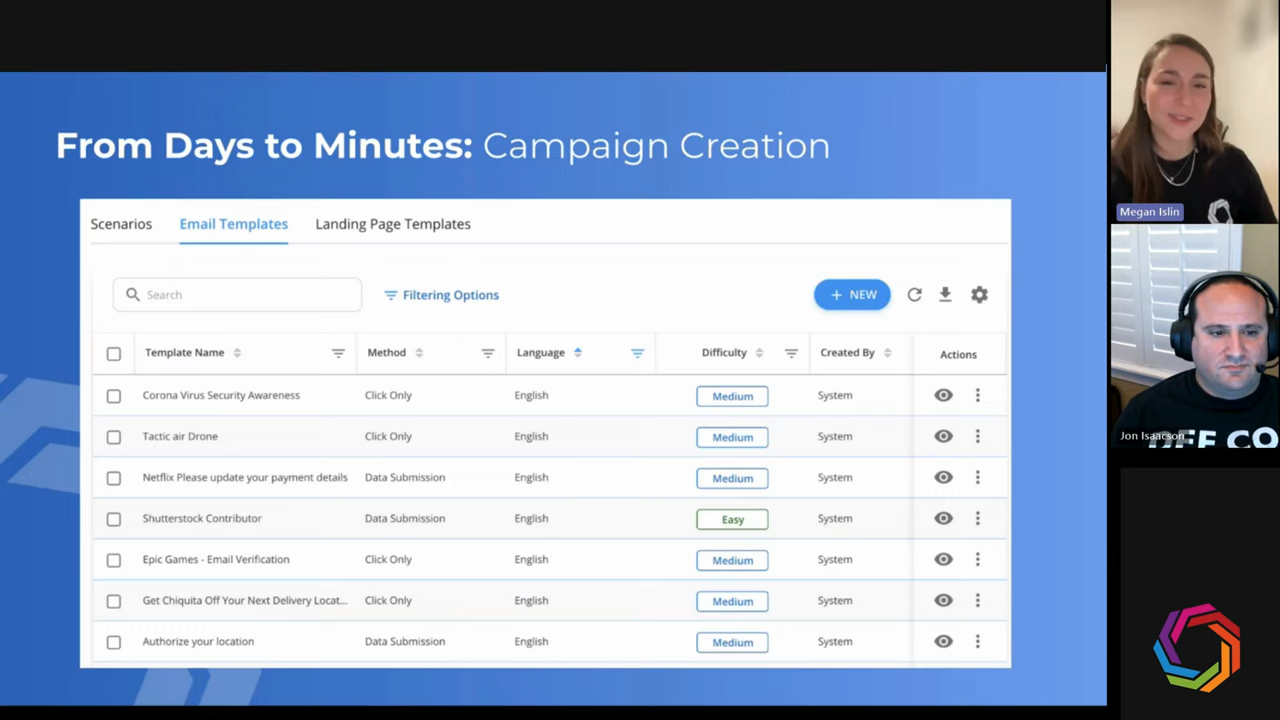 From Days to Minutes: Campaign Creation
Scenarios Email Templates Landing Page Templates
Search Filtering Options + NEW
Template Name Method Language Difficulty Created By Actions
Corona Virus Security Awareness Click Only English Medium System
Tactic air Drone Click Only English Medium System
Netflix Please update your payment details Data Submission English Medium System
Shutterstock Contributor Data Submission English Easy System
Epic Games - Email Verification Click Only English Medium System
Get Chiquita Off Your Next Delivery Locat... Click Only English Medium System
Authorize your location Data Submission English Medium System
Megan Islin
Jon Isaacson
DEF CO